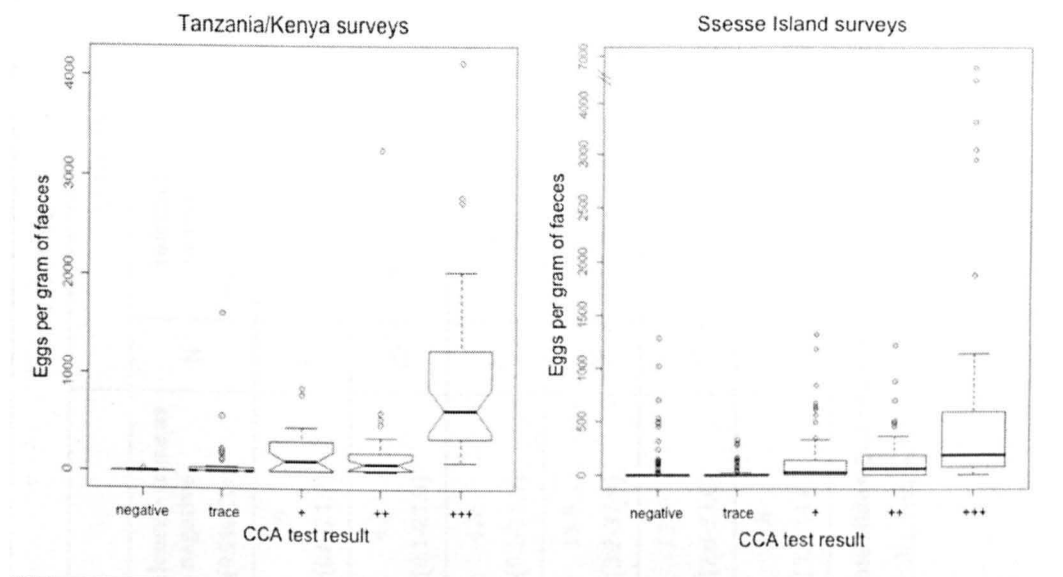 Tanzania/Kenya surveys
Eggs per gram of faeces
4000
3000
2000
1000
0
negative trace + ++ +++
CCA test result
Ssesse Island surveys
Eggs per gram of faeces
7000
4000
3000
2500
2000
1500
1000
500
0
negative trace + ++ +++
CCA test result